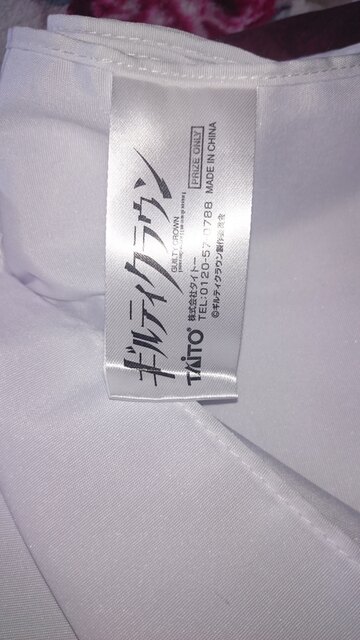 ギルティクラウン
GUILTY CROWN
PRIZE ONLY
TAITO®
株式会社タイトー
TEL:0120-57-0788 MADE IN CHINA
©ギルティクラウン製作委員会